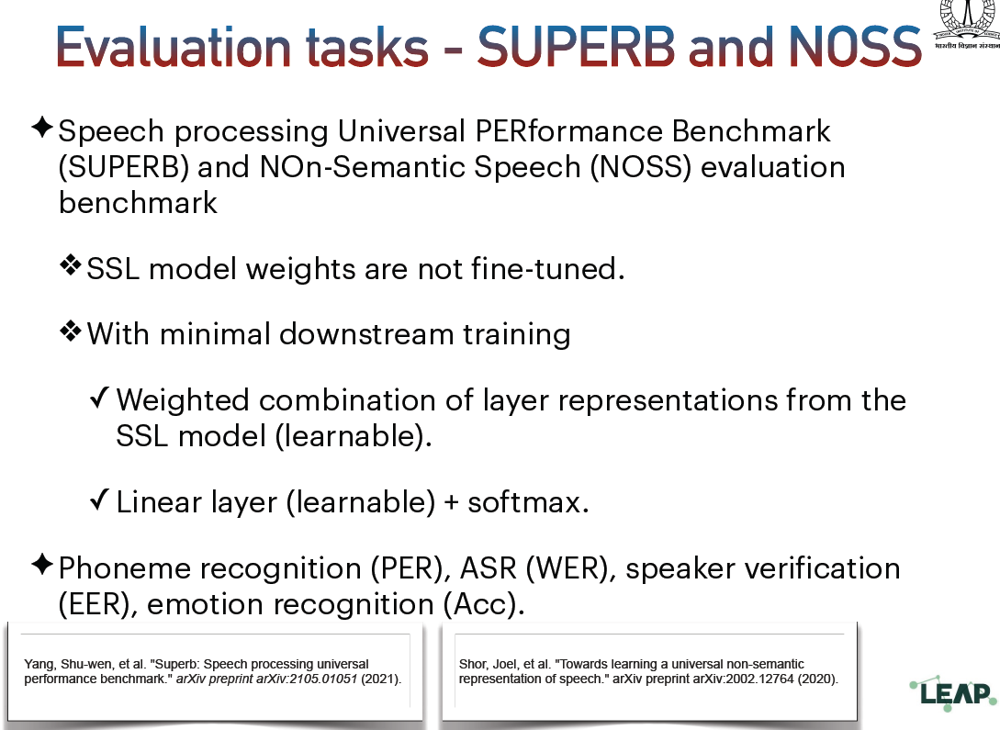 Evaluation tasks - SUPERB and NOSS
भारतीय विज्ञान संस्थान
✦Speech processing Universal PERformance Benchmark
(SUPERB) and NOn-Semantic Speech (NOSS) evaluation
benchmark
❖SSL model weights are not fine-tuned.
❖With minimal downstream training
✓Weighted combination of layer representations from the
SSL model (learnable).
✓Linear layer (learnable) + softmax.
✦Phoneme recognition (PER), ASR (WER), speaker verification
(EER), emotion recognition (Acc).
Yang, Shu-wen, et al. "Superb: Speech processing universal
performance benchmark." arXiv preprint arXiv:2105.01051 (2021).
Shor, Joel, et al. "Towards learning a universal non-semantic
representation of speech." arXiv preprint arXiv:2002.12764 (2020).
LEAP